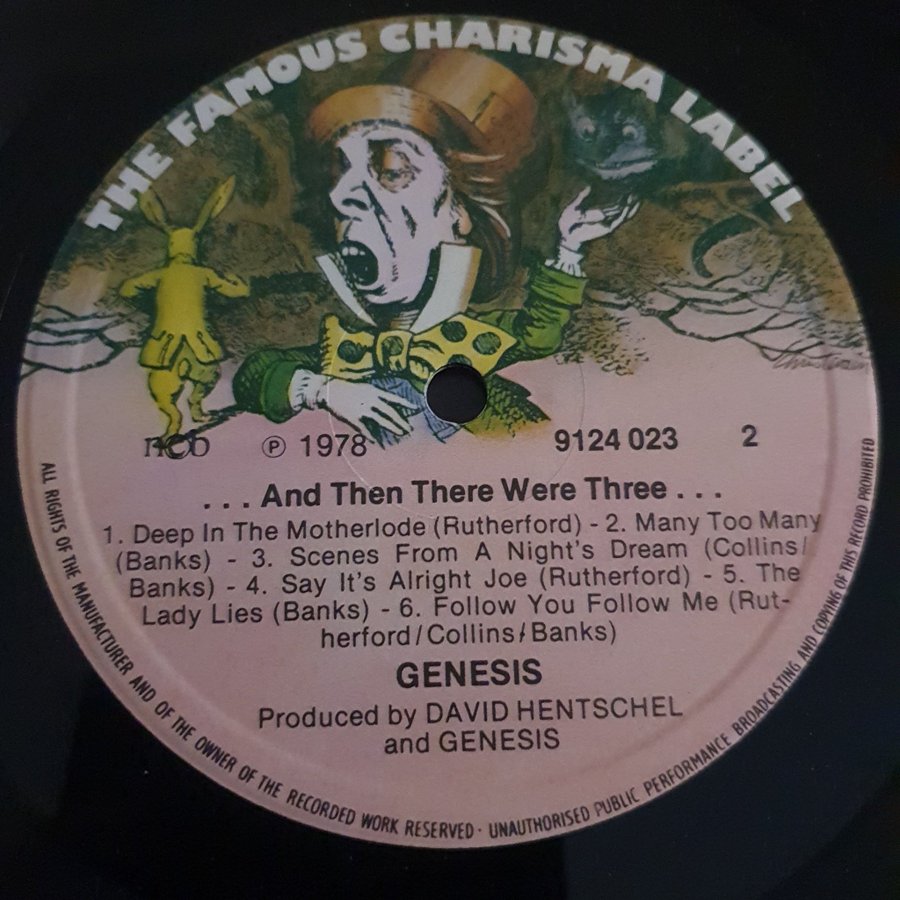 THE FAMOUS CHARISMA LABEL
ncb ℗ 1978 9124 023 2
. . . And Then There Were Three . . .
1. Deep In The Motherlode (Rutherford) - 2. Many Too Many
(Banks) - 3. Scenes From A Night's Dream (Collins/
Banks) - 4. Say It's Alright Joe (Rutherford) - 5. The
Lady Lies (Banks) - 6. Follow You Follow Me (Rut-
herford/Collins/Banks)
GENESIS
Produced by DAVID HENTSCHEL
and GENESIS
ALL RIGHTS OF THE MANUFACTURER AND OF THE OWNER OF THE RECORDED WORK RESERVED · UNAUTHORISED PUBLIC PERFORMANCE BROADCASTING AND COPYING OF THIS RECORD PROHIBITED